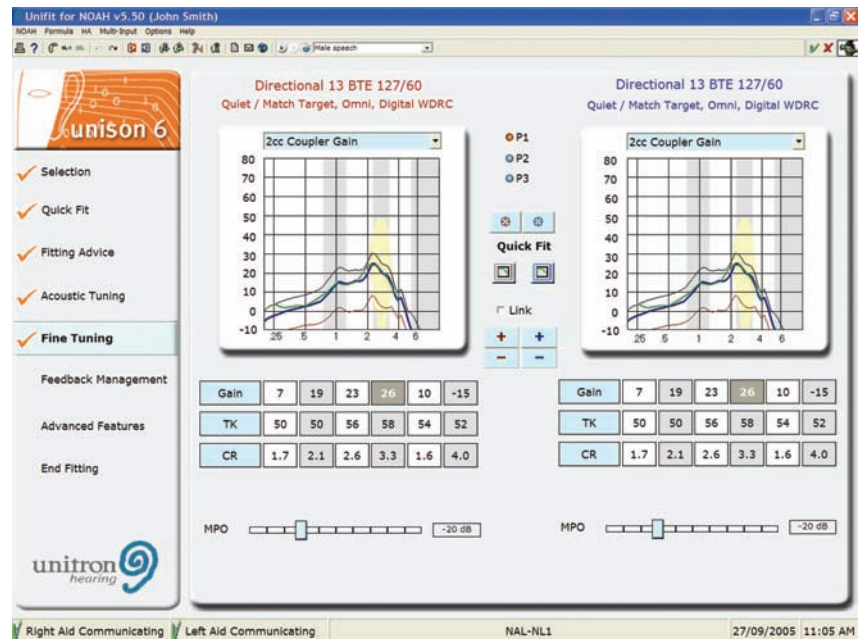 Unifit for NOAH v5.50 (John Smith)
NOAH Formula HA Multi-Input Options Help
Male speech
unison 6
Selection
Quick Fit
Fitting Advice
Acoustic Tuning
Fine Tuning
Feedback Management
Advanced Features
End Fitting
unitron
hearing
Directional 13 BTE 127/60
Quiet / Match Target, Omni, Digital WDRC
2cc Coupler Gain
80
70
60
50
40
30
20
10
0
-10
.25 .5 1 2 4 6
Gain 7 19 23 26 10 -15
TK 50 50 56 58 54 52
CR 1.7 2.1 2.6 3.3 1.6 4.0
MPO -20 dB
P1
P2
P3
Quick Fit
Link
+ +
- -
Directional 13 BTE 127/60
Quiet / Match Target, Omni, Digital WDRC
2cc Coupler Gain
80
70
60
50
40
30
20
10
0
-10
.25 .5 1 2 4 6
Gain 7 19 23 26 10 -15
TK 50 50 56 58 54 52
CR 1.7 2.1 2.6 3.3 1.6 4.0
MPO -20 dB
Right Aid Communicating Left Aid Communicating NAL-NL1 27/09/2005 11:05 AM